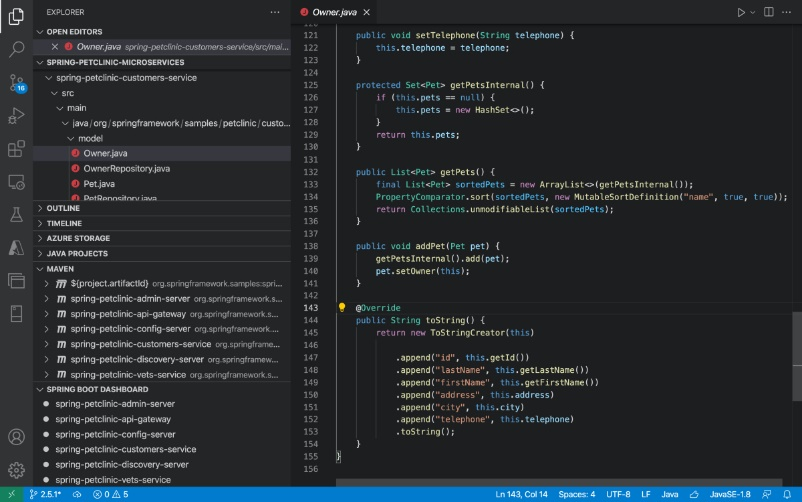 EXPLORER
OPEN EDITORS
Owner.java spring-petclinic-customers-service/src/mai...
SPRING-PETCLINIC-MICROSERVICES
spring-petclinic-customers-service
src
main
java/org/springframework/samples/petclinic/custo...
model
Owner.java
OwnerRepository.java
Pet.java
PetRepository.java
OUTLINE
TIMELINE
AZURE STORAGE
JAVA PROJECTS
MAVEN
${project.artifactId} org.springframework.samples:spri...
spring-petclinic-admin-server org.springframework.s...
spring-petclinic-api-gateway org.springframework.s...
spring-petclinic-config-server org.springframework.s...
spring-petclinic-customers-service org.springframe...
spring-petclinic-discovery-server org.springframew...
spring-petclinic-vets-service org.springframework.sa...
SPRING BOOT DASHBOARD
spring-petclinic-admin-server
spring-petclinic-api-gateway
spring-petclinic-config-server
spring-petclinic-customers-service
spring-petclinic-discovery-server
spring-petclinic-vets-service
16
Owner.java
120
121 public void setTelephone(String telephone) {
122 this.telephone = telephone;
123 }
124
125 protected Set<Pet> getPetsInternal() {
126 if (this.pets == null) {
127 this.pets = new HashSet<>();
128 }
129 return this.pets;
130 }
131
132 public List<Pet> getPets() {
133 final List<Pet> sortedPets = new ArrayList<>(getPetsInternal());
134 PropertyComparator.sort(sortedPets, new MutableSortDefinition("name", true, true));
135 return Collections.unmodifiableList(sortedPets);
136 }
137
138 public void addPet(Pet pet) {
139 getPetsInternal().add(pet);
140 pet.setOwner(this);
141 }
142
143 @Override
144 public String toString() {
145 return new ToStringCreator(this)
146
147 .append("id", this.getId())
148 .append("lastName", this.getLastName())
149 .append("firstName", this.getFirstName())
150 .append("address", this.address)
151 .append("city", this.city)
152 .append("telephone", this.telephone)
153 .toString();
154 }
155 }
156
2.5.1* 0 5 Ln 143, Col 14 Spaces: 4 UTF-8 LF Java JavaSE-1.8